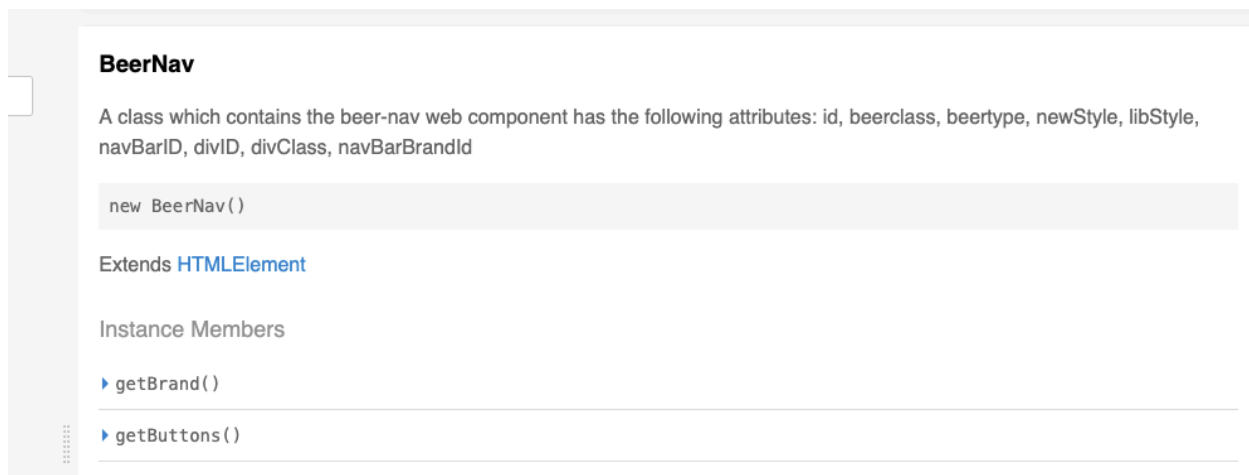 BeerNav
A class which contains the beer-nav web component has the following attributes: id, beerclass, beertype, newStyle, libStyle,
navBarID, divID, divClass, navBarBrandId
new BeerNav()
Extends HTMLElement
Instance Members
getBrand()
getButtons()